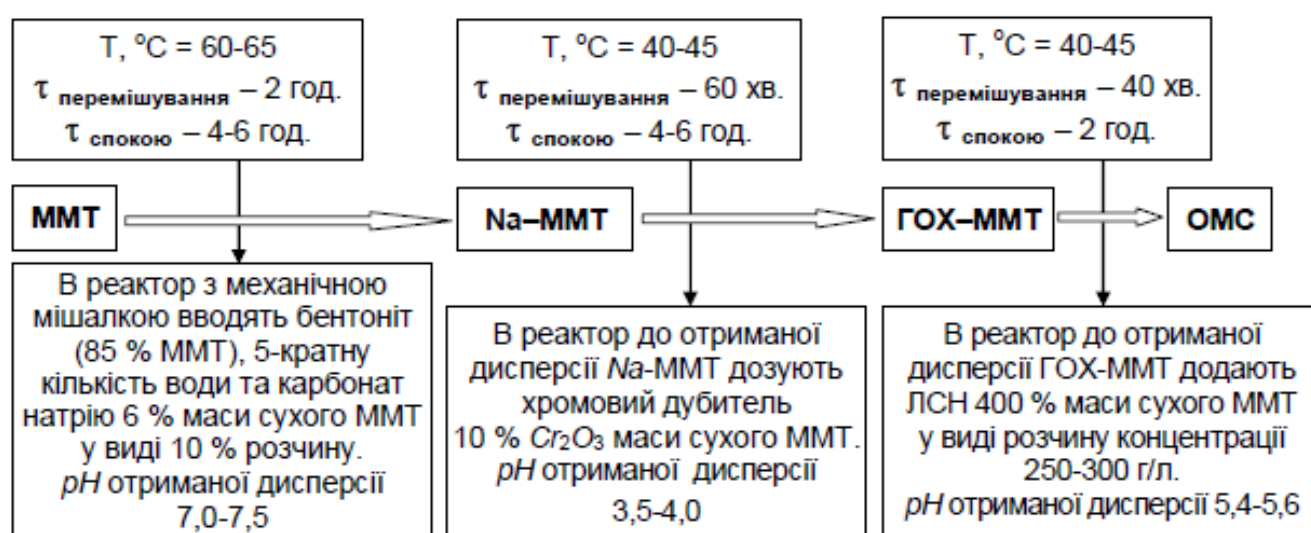 T, °C = 60-65
τ перемішування – 2 год.
τ спокою – 4-6 год.
T, °C = 40-45
τ перемішування – 60 хв.
τ спокою – 4-6 год.
T, °C = 40-45
τ перемішування – 40 хв.
τ спокою – 2 год.
ММТ
Na–ММТ
ГОХ–ММТ
ОМС
В реактор з механічною
мішалкою вводять бентоніт
(85 % ММТ), 5-кратну
кількість води та карбонат
натрію 6 % маси сухого ММТ
у виді 10 % розчину.
pH отриманої дисперсії
7,0-7,5
В реактор до отриманої
дисперсії Na-ММТ дозують
хромовий дубитель
10 % Cr₂O₃ маси сухого ММТ.
pH отриманої дисперсії
3,5-4,0
В реактор до отриманої
дисперсії ГОХ-ММТ додають
ЛСН 400 % маси сухого ММТ
у виді розчину концентрації
250-300 г/л.
pH отриманої дисперсії 5,4-5,6